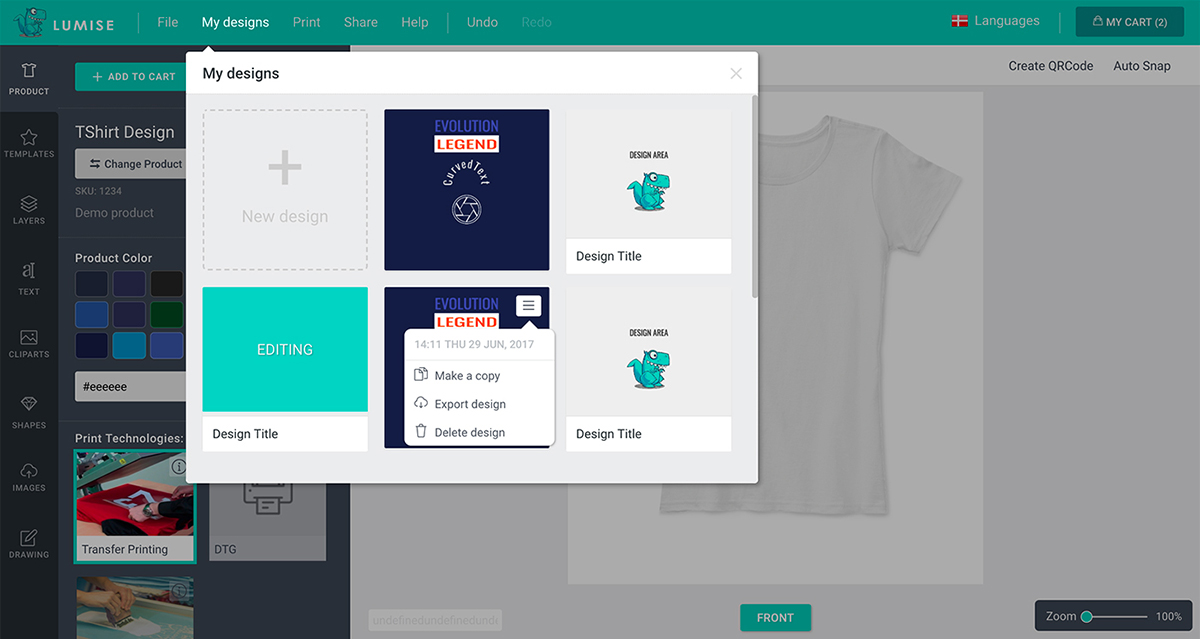 LUMISE
File
My designs
Print
Share
Help
Undo
Redo
Languages
MY CART (2)
Create QRCode
Auto Snap
PRODUCT
TEMPLATES
LAYERS
TEXT
CLIPARTS
SHAPES
IMAGES
DRAWING
+ ADD TO CART
TShirt Design
Change Product
SKU: 1234
Demo product
Product Color
#eeeeee
Print Technologies:
Transfer Printing
DTG
My designs
New design
EVOLUTION
LEGEND
CurvedText
DESIGN AREA
Design Title
EDITING
Design Title
EVOLUTION
LEGEND
14:11 THU 29 JUN, 2017
Make a copy
Export design
Delete design
DESIGN AREA
Design Title
undefinedundefinedundi
FRONT
Zoom
100%